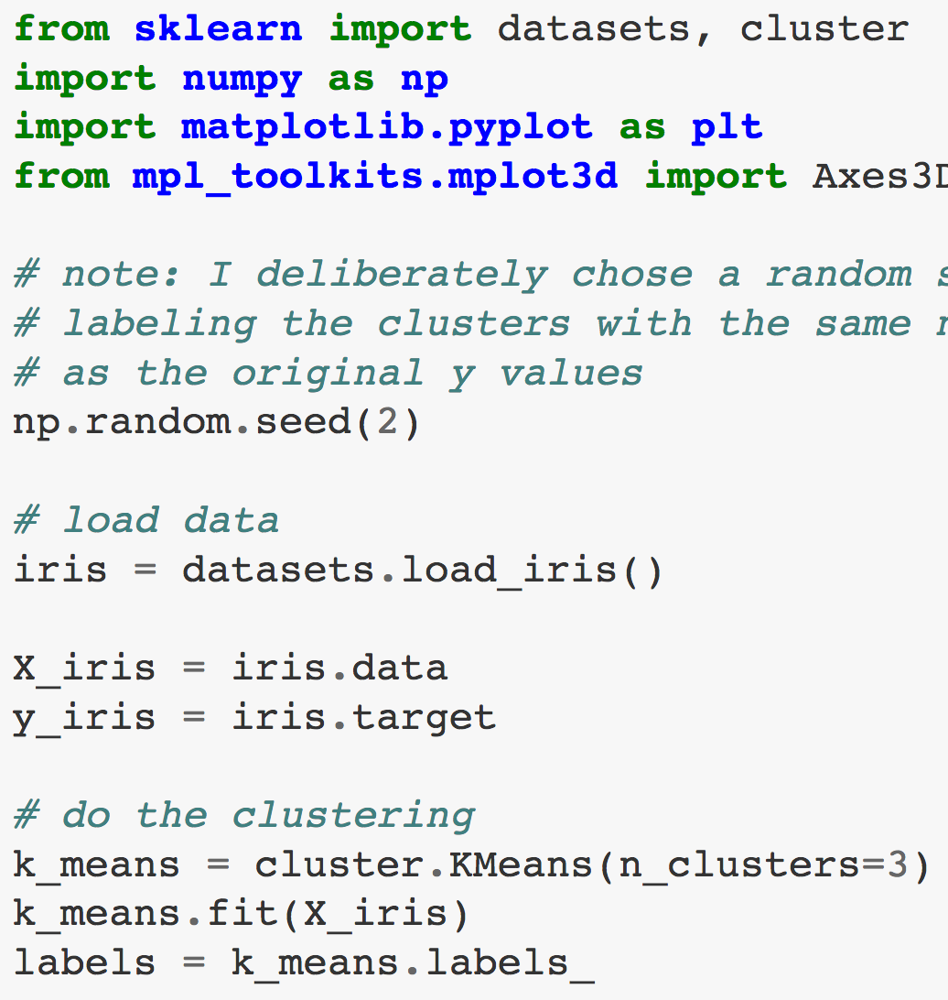 from sklearn import datasets, cluster
import numpy as np
import matplotlib.pyplot as plt
from mpl_toolkits.mplot3d import Axes3D
# note: I deliberately chose a random
# labeling the clusters with the same
# as the original y values
np.random.seed(2)
# load data
iris = datasets.load_iris()
X_iris = iris.data
y_iris = iris.target
# do the clustering
k_means = cluster.KMeans(n_clusters=3)
k_means.fit(X_iris)
labels = k_means.labels_